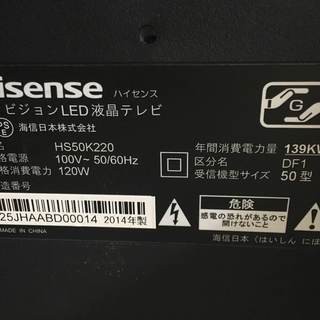 isense ハイセンス
ビジョンLED液晶テレビ
PS
E
海信日本株式会社
名 HS50K220
格電源 100V~ 50/60Hz
格消費電力 120W
造番号
25JHAABD00014 2014年製
MADE IN CHINA
G
年間消費電力量 139KW
区分名 DF1
受信機型サイズ 50型
危険
感電の恐れがあるので
開けないこと
海信日本(はいしん にほ